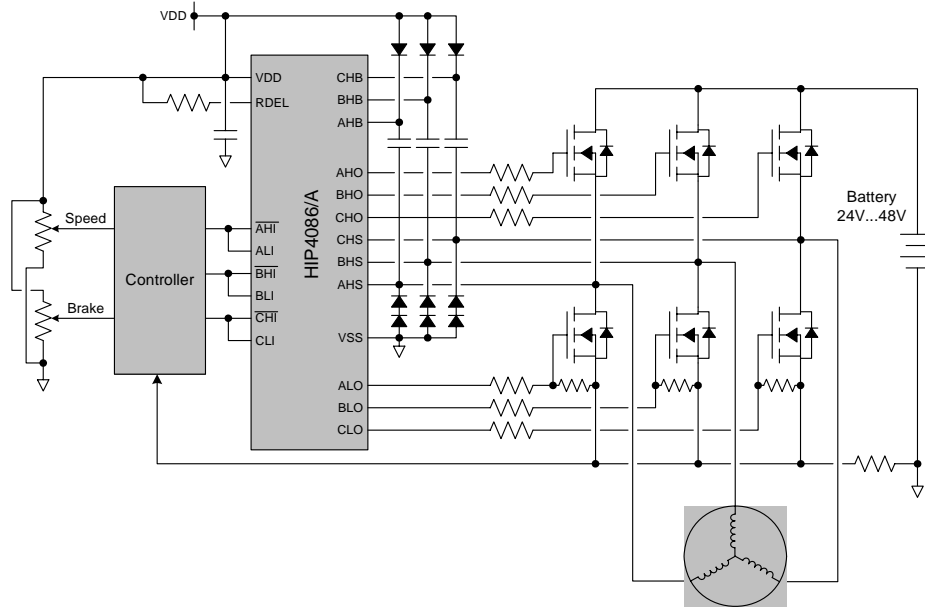 VDD
VDD
RDEL
CHB
BHB
AHB
AHO
BHO
CHO
CHS
BHS
AHS
VSS
ALO
BLO
CLO
AHI
ALI
BHI
BLI
CHI
CLI
HIP4086/A
Speed
Brake
Controller
Battery
24V...48V